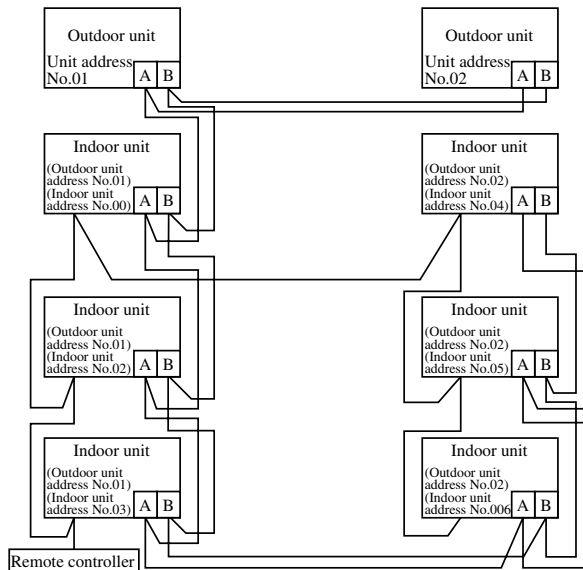 Outdoor unit
Unit address
No.01
A
B
Outdoor unit
Unit address
No.02
A
B
Indoor unit
(Outdoor unit
address No.01)
(Indoor unit
address No.00)
A
B
Indoor unit
(Outdoor unit
address No.02)
(Indoor unit
address No.04)
A
B
Indoor unit
(Outdoor unit
address No.01)
(Indoor unit
address No.02)
A
B
Indoor unit
(Outdoor unit
address No.02)
(Indoor unit
address No.05)
A
B
Indoor unit
(Outdoor unit
address No.01)
(Indoor unit
address No.03)
A
B
Indoor unit
(Outdoor unit
address No.02)
(Indoor unit
address No.006
A
B
Remote controller